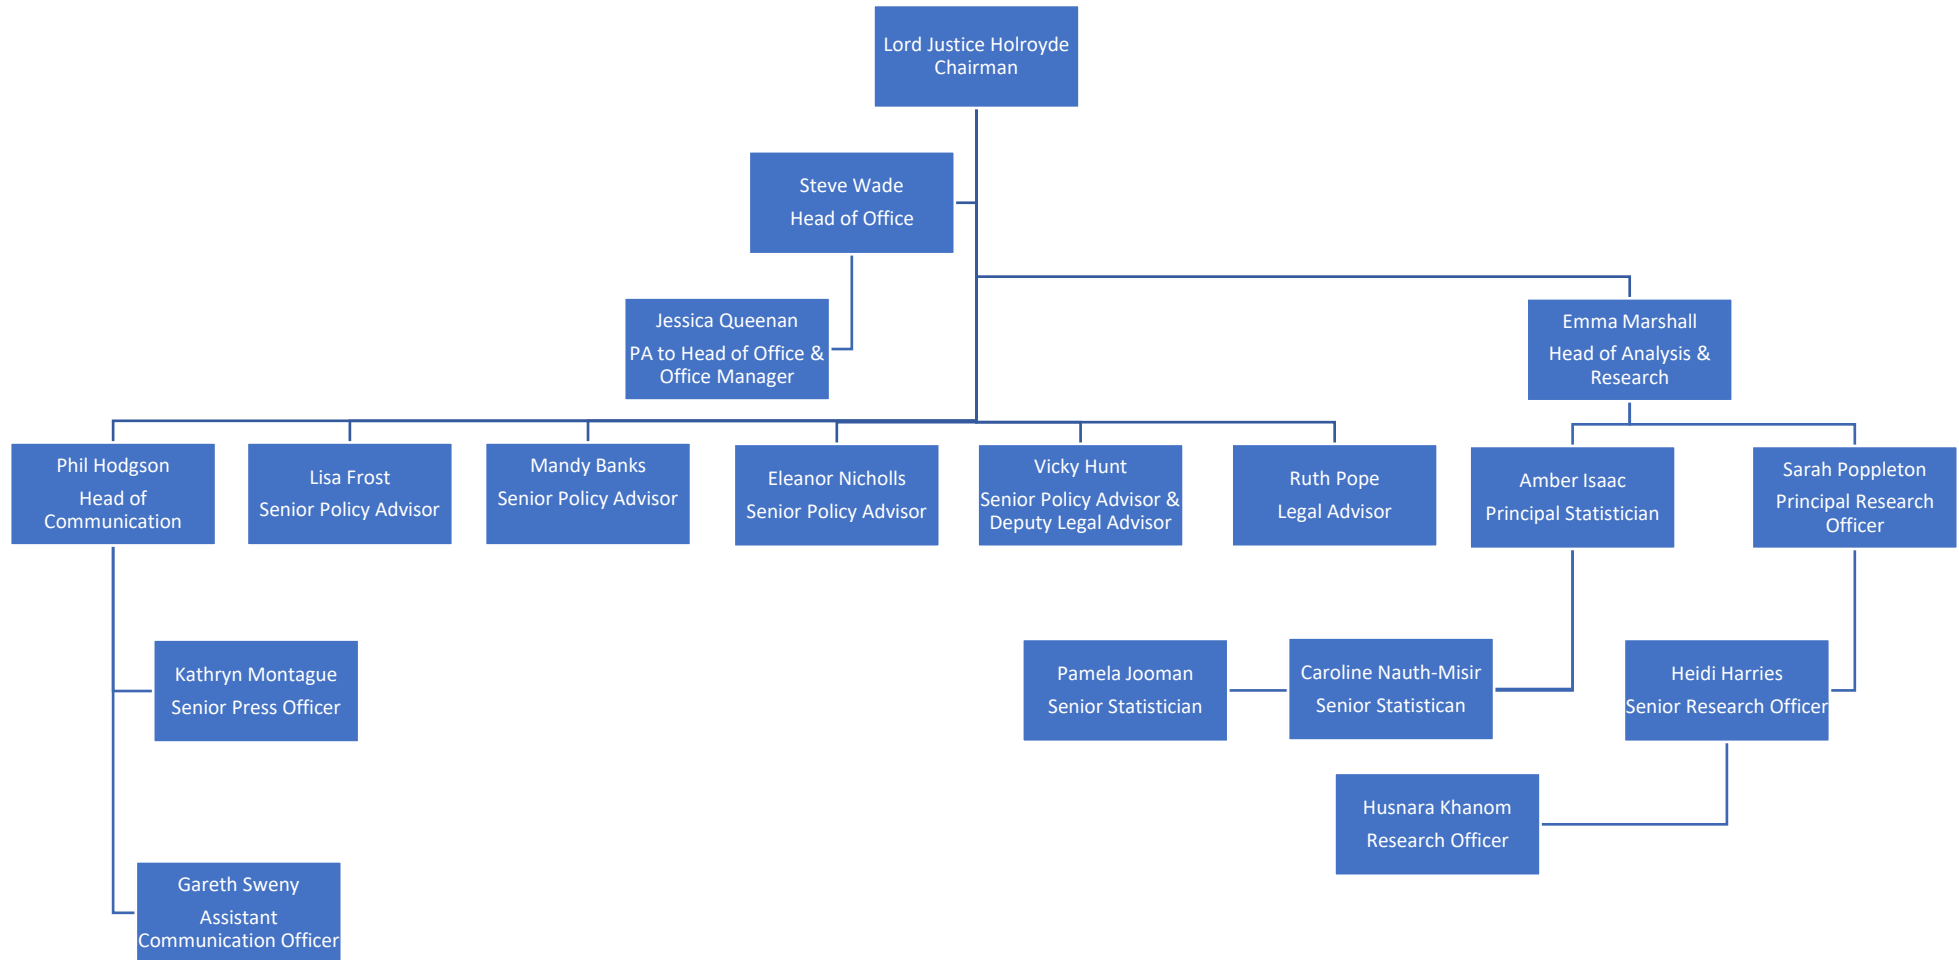 Lord Justice Holroyde
Chairman
Steve Wade
Head of Office
Jessica Queenan
PA to Head of Office &
Office Manager
Emma Marshall
Head of Analysis &
Research
Phil Hodgson
Head of
Communication
Lisa Frost
Senior Policy Advisor
Mandy Banks
Senior Policy Advisor
Eleanor Nicholls
Senior Policy Advisor
Vicky Hunt
Senior Policy Advisor &
Deputy Legal Advisor
Ruth Pope
Legal Advisor
Amber Isaac
Principal Statistician
Sarah Poppleton
Principal Research
Officer
Kathryn Montague
Senior Press Officer
Pamela Jooman
Senior Statistician
Caroline Nauth-Misir
Senior Statistican
Heidi Harries
Senior Research Officer
Husnara Khanom
Research Officer
Gareth Sweny
Assistant
Communication Officer